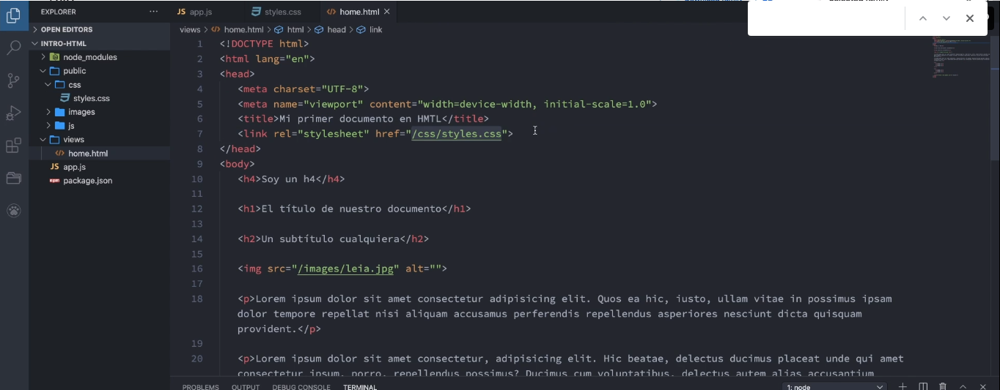 EXPLORER
OPEN EDITORS
INTRO-HTML
node_modules
public
css
styles.css
images
js
views
home.html
JS app.js
package.json
JS app.js
styles.css
home.html
views > home.html > html > head > link
1 <!DOCTYPE html>
2 <html lang="en">
3 <head>
4 <meta charset="UTF-8">
5 <meta name="viewport" content="width=device-width, initial-scale=1.0">
6 <title>Mi primer documento en HMTL</title>
7 <link rel="stylesheet" href="/css/styles.css">
8 </head>
9 <body>
10 <h4>Soy un h4</h4>
11
12 <h1>El título de nuestro documento</h1>
13
14 <h2>Un subtítulo cualquiera</h2>
15
16 <img src="/images/leia.jpg" alt="">
17
18 <p>Lorem ipsum dolor sit amet consectetur adipisicing elit. Quos ea hic, iusto, ullam vitae in possimus ipsam
dolor tempore repellat nisi aliquam accusamus perferendis repellendus asperiores nesciunt dicta quisquam
provident.</p>
19
20 <p>Lorem ipsum dolor sit amet consectetur, adipisicing elit. Hic beatae, delectus ducimus placeat unde qui amet
consectetur ipsum, porro, repellendus possimus? Ducimus cum voluptatibus, delectus autem alias accusantium
PROBLEMS OUTPUT DEBUG CONSOLE TERMINAL
1: node